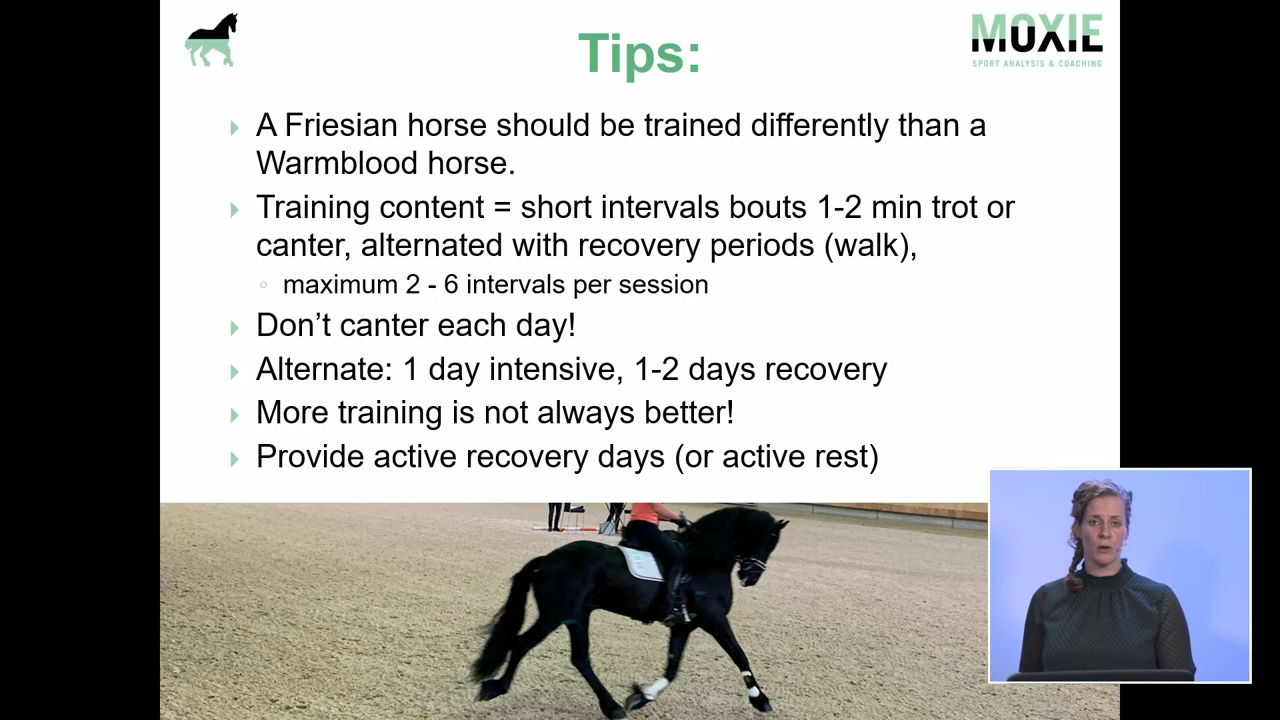 MOXIE
SPORT ANALYSIS & COACHING
Tips:
A Friesian horse should be trained differently than a
Warmblood horse.
Training content = short intervals bouts 1-2 min trot or
canter, alternated with recovery periods (walk),
maximum 2 - 6 intervals per session
Don’t canter each day!
Alternate: 1 day intensive, 1-2 days recovery
More training is not always better!
Provide active recovery days (or active rest)